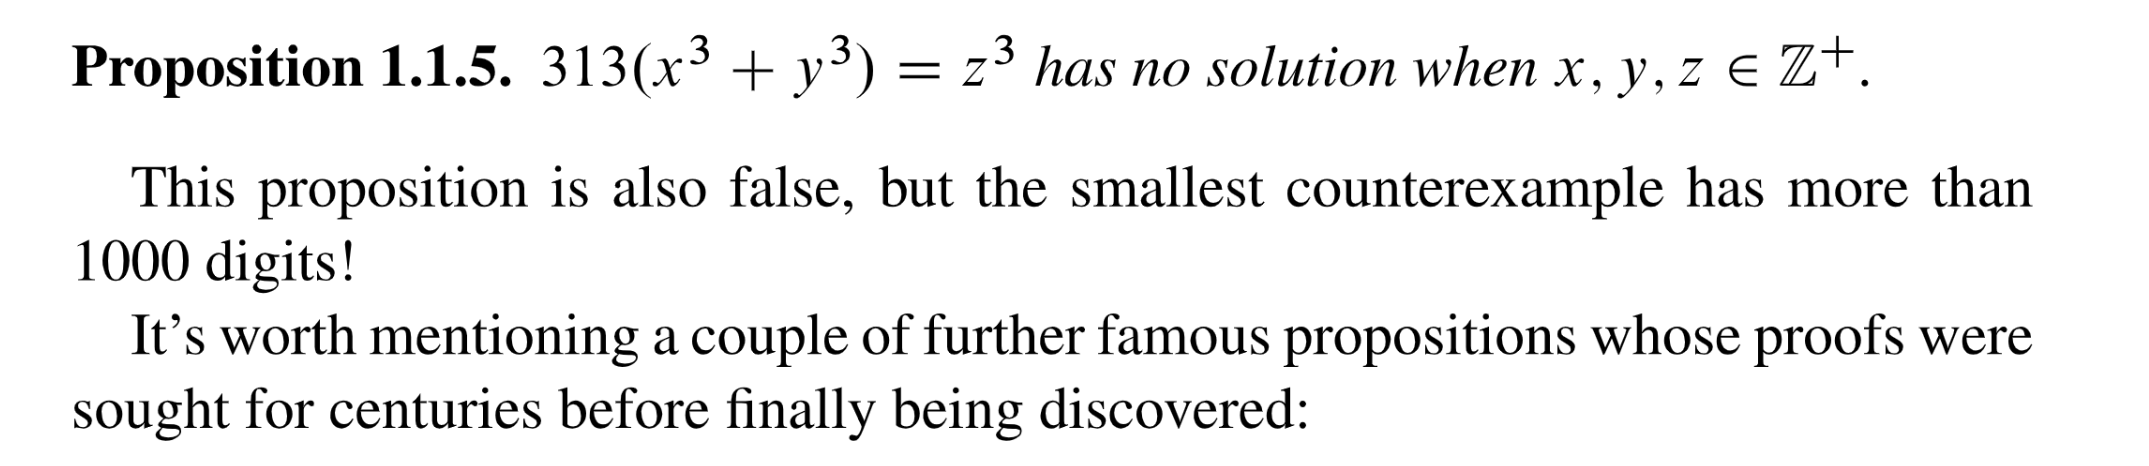 Proposition 1.1.5. 313(x³ + y³) = z³ has no solution when x, y, z ∈ ℤ⁺.
This proposition is also false, but the smallest counterexample has more than
1000 digits!
It’s worth mentioning a couple of further famous propositions whose proofs were
sought for centuries before finally being discovered: